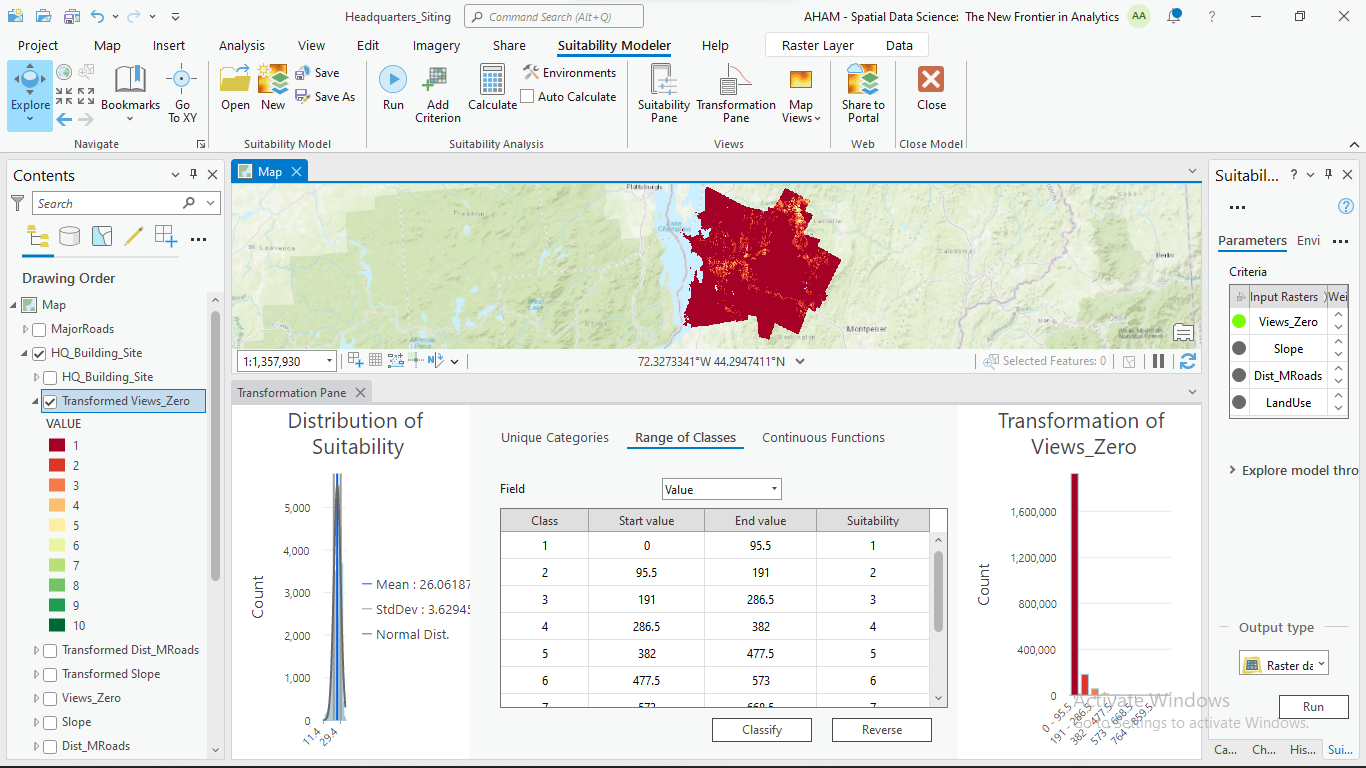 Headquarters_Siting
Command Search (Alt+Q)
AHAM - Spatial Data Science: The New Frontier in Analytics
AA
?
Project
Map
Insert
Analysis
View
Edit
Imagery
Share
Suitability Modeler
Help
Raster Layer
Data
Explore
Bookmarks
Go To XY
Navigate
Open
New
Save
Save As
Suitability Model
Run
Add Criterion
Calculate
Environments
Auto Calculate
Suitability Analysis
Suitability Pane
Transformation Pane
Map Views
Views
Share to Portal
Web
Close
Close Model
Contents
Search
Drawing Order
Map
MajorRoads
HQ_Building_Site
HQ_Building_Site
Transformed Views_Zero
VALUE
1
2
3
4
5
6
7
8
9
10
Transformed Dist_MRoads
Transformed Slope
Views_Zero
Slope
Dist_MRoads
Map
Plattsburgh
Franklin
St Lawrence
Lake Champlain
Lamoille
Caledonia
Essex
Montpelier
Washington
Berlin
1:1,357,930
72.3273341°W 44.2947411°N
Selected Features: 0
Transformation Pane
Distribution of
Suitability
5,000
4,000
3,000
2,000
1,000
0
Count
11.4
29.4
Mean : 26.06187
StdDev : 3.62945
Normal Dist.
Unique Categories
Range of Classes
Continuous Functions
Field
Value
Class Start value End value Suitability
1 0 95.5 1
2 95.5 191 2
3 191 286.5 3
4 286.5 382 4
5 382 477.5 5
6 477.5 573 6
7 573 668.5 7
Classify
Reverse
Transformation of
Views_Zero
1,600,000
1,200,000
800,000
400,000
0
Count
0 - 95.5
191 - 286.5
382 - 477.5
573 - 668.5
764 - 859.5
Suitabil...
?
Parameters
Envi
Criteria
Input Rasters
Wei
Views_Zero
Slope
Dist_MRoads
LandUse
Explore model thro
Output type
Raster da
Run
Activate Windows
Go to Settings to activate Windows.
Ca...
Ch...
His...
Sui...